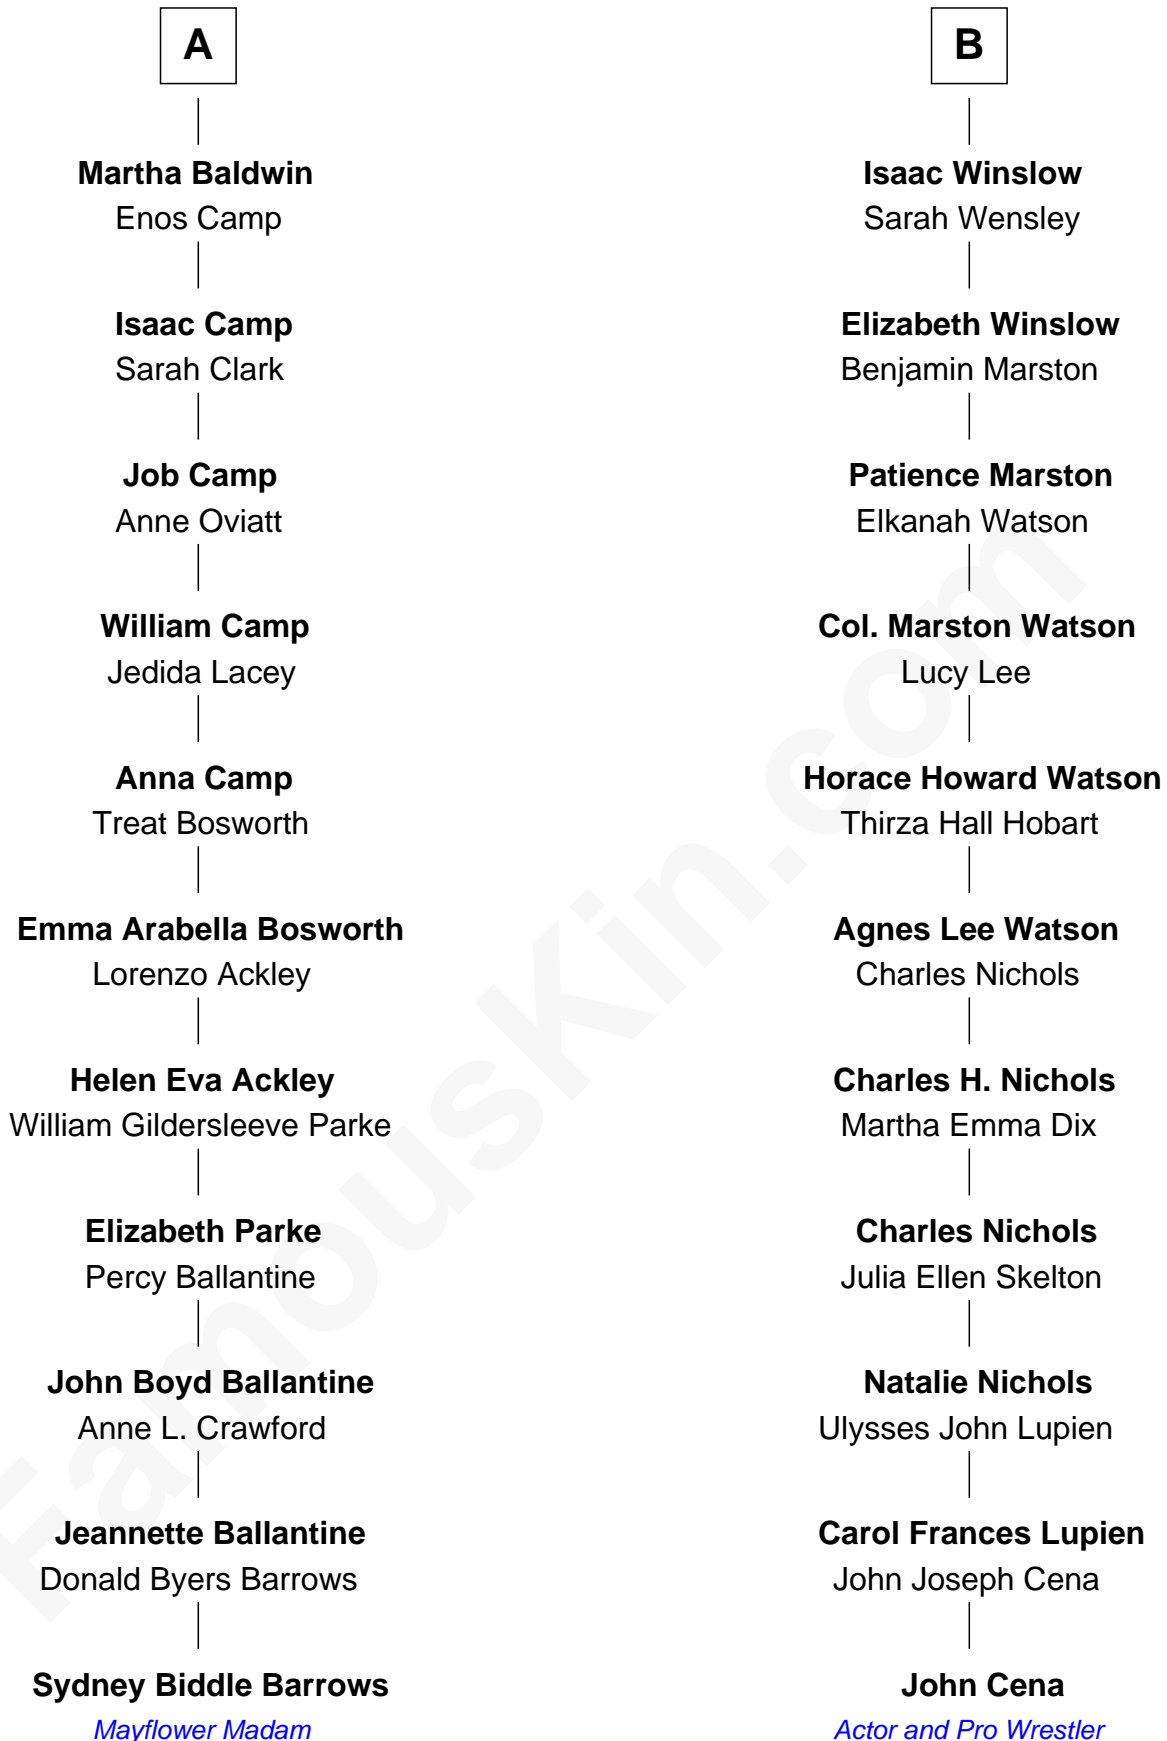 A
Martha Baldwin
Enos Camp
Isaac Camp
Sarah Clark
Job Camp
Anne Oviatt
William Camp
Jedida Lacey
Anna Camp
Treat Bosworth
Emma Arabella Bosworth
Lorenzo Ackley
Helen Eva Ackley
William Gildersleeve Parke
Elizabeth Parke
Percy Ballantine
John Boyd Ballantine
Anne L. Crawford
Jeannette Ballantine
Donald Byers Barrows
Sydney Biddle Barrows
Mayflower Madam
B
Isaac Winslow
Sarah Wensley
Elizabeth Winslow
Benjamin Marston
Patience Marston
Elkanah Watson
Col. Marston Watson
Lucy Lee
Horace Howard Watson
Thirza Hall Hobart
Agnes Lee Watson
Charles Nichols
Charles H. Nichols
Martha Emma Dix
Charles Nichols
Julia Ellen Skelton
Natalie Nichols
Ulysses John Lupien
Carol Frances Lupien
John Joseph Cena
John Cena
Actor and Pro Wrestler
FamousKin.com